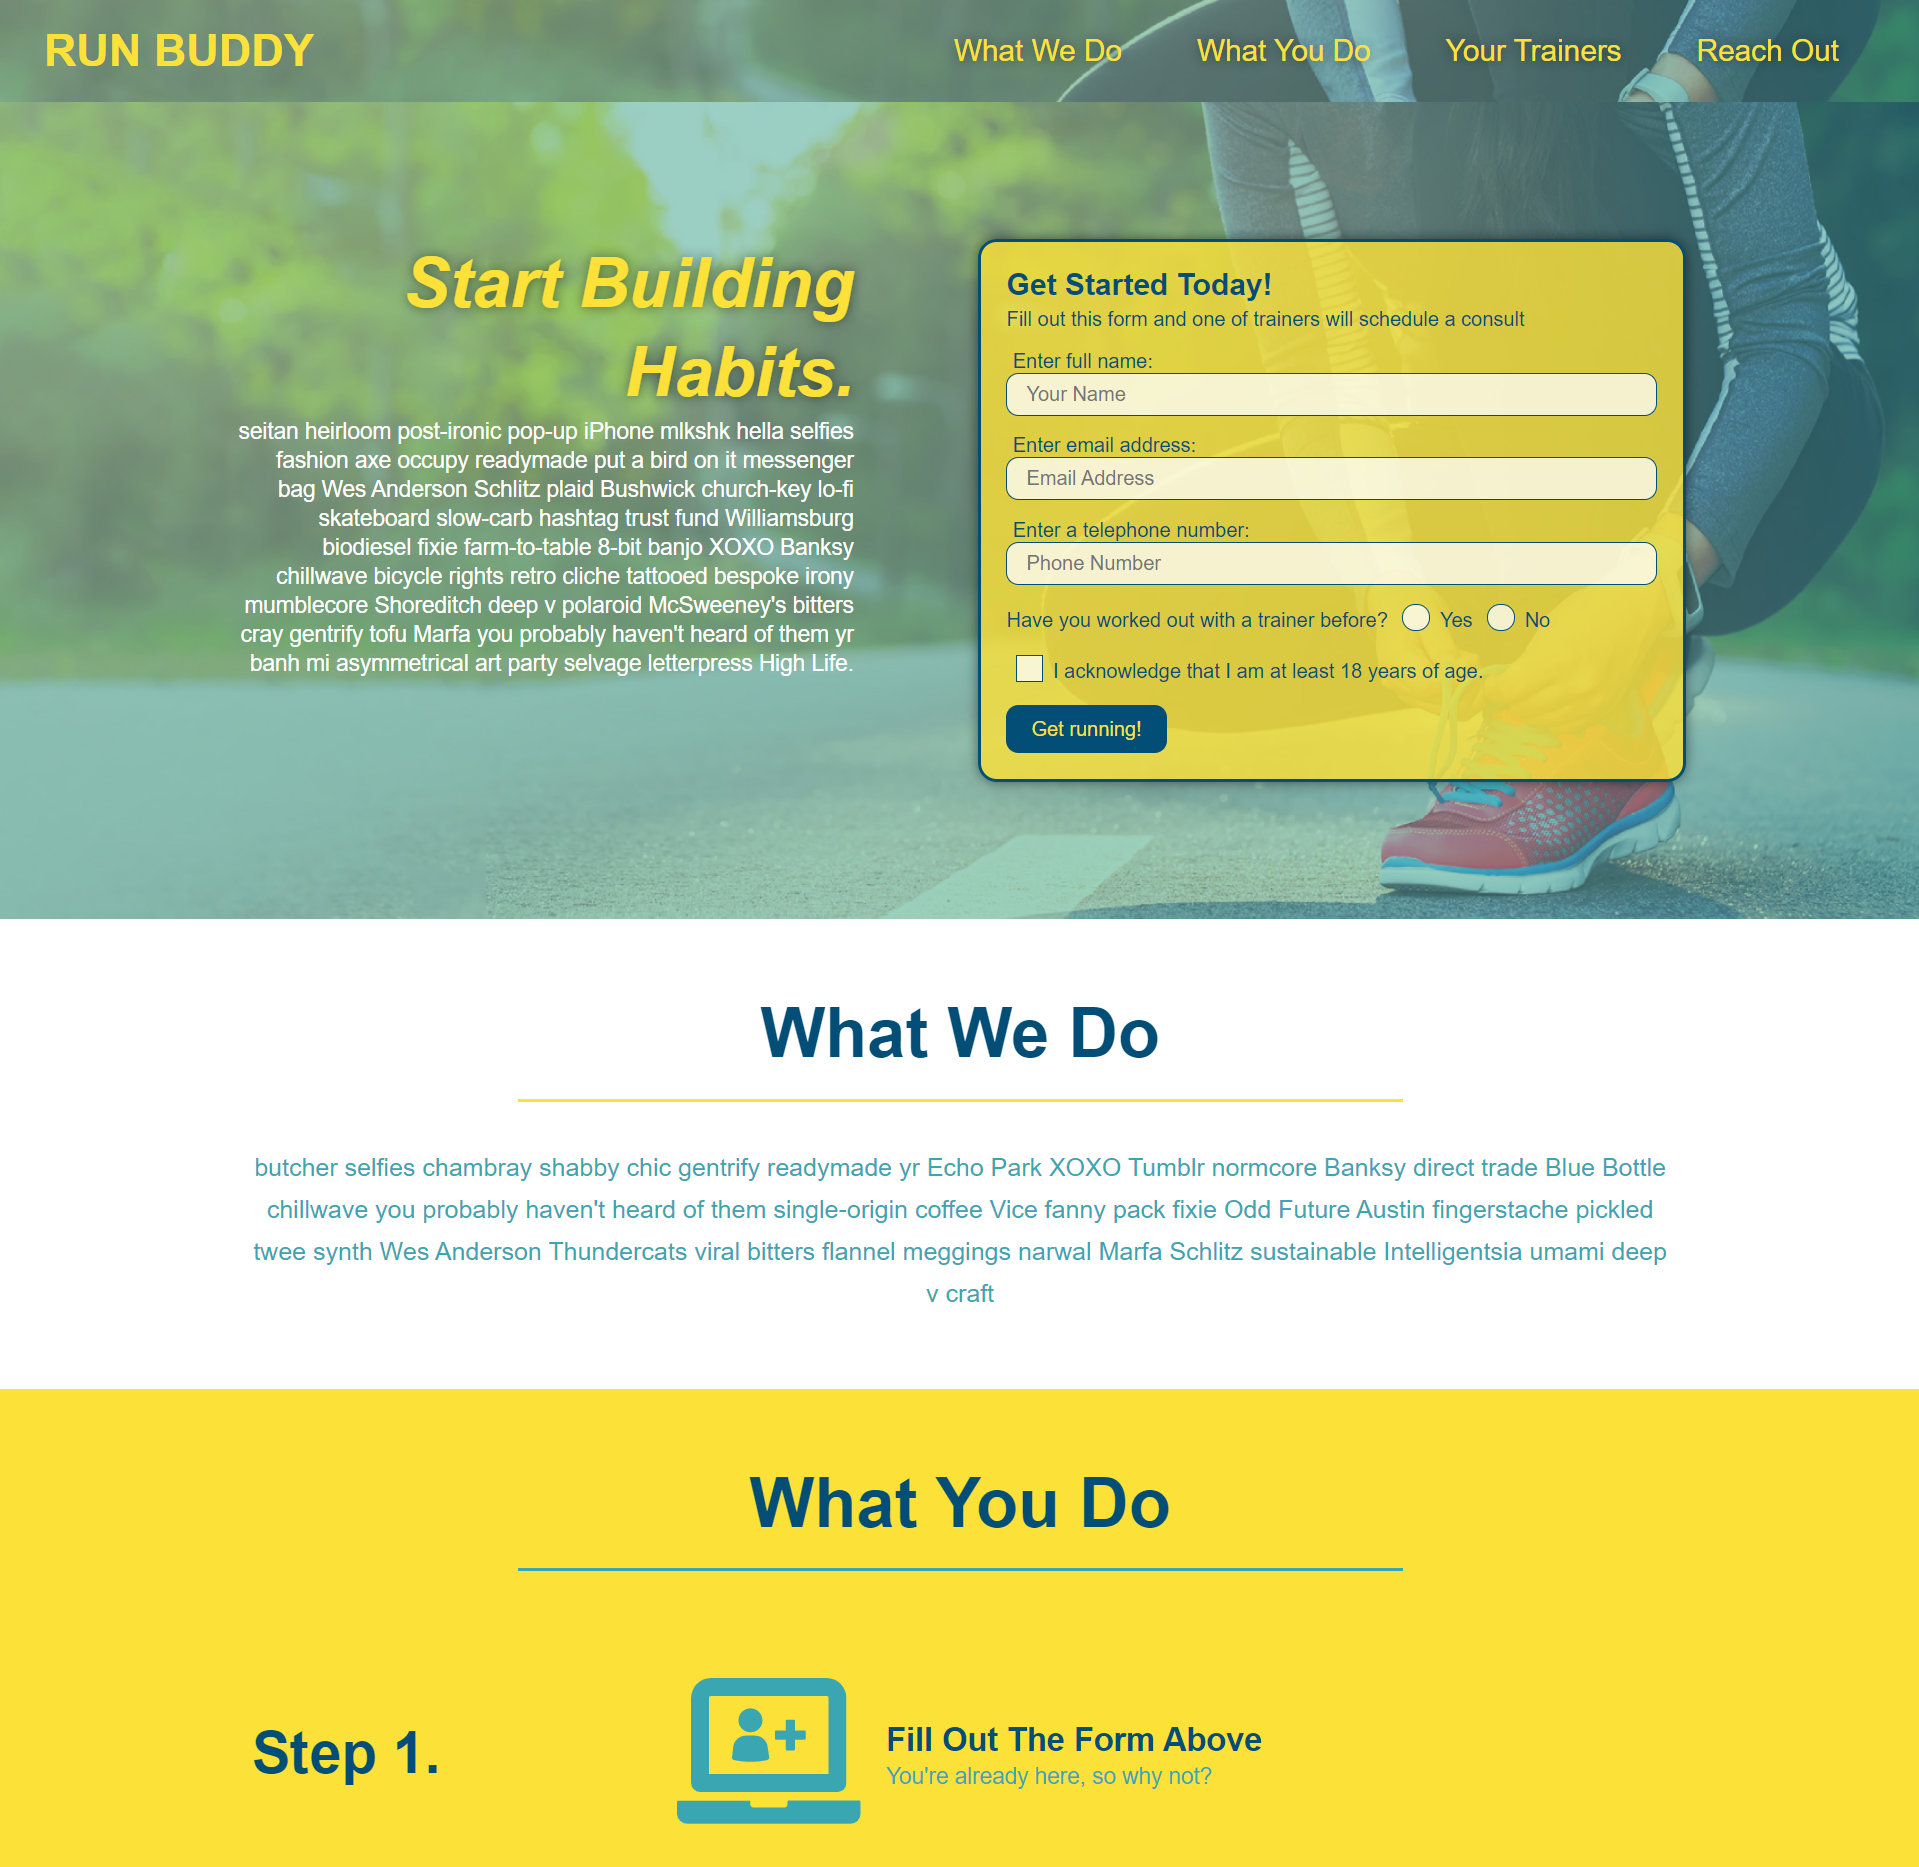 RUN BUDDY
What We Do
What You Do
Your Trainers
Reach Out
Start Building
Habits.
seitan heirloom post-ironic pop-up iPhone mlkshk hella selfies
fashion axe occupy readymade put a bird on it messenger
bag Wes Anderson Schlitz plaid Bushwick church-key lo-fi
skateboard slow-carb hashtag trust fund Williamsburg
biodiesel fixie farm-to-table 8-bit banjo XOXO Banksy
chillwave bicycle rights retro cliche tattooed bespoke irony
mumblecore Shoreditch deep v polaroid McSweeney's bitters
cray gentrify tofu Marfa you probably haven't heard of them yr
banh mi asymmetrical art party selvage letterpress High Life.
Get Started Today!
Fill out this form and one of trainers will schedule a consult
Enter full name:
Your Name
Enter email address:
Email Address
Enter a telephone number:
Phone Number
Have you worked out with a trainer before? Yes No
I acknowledge that I am at least 18 years of age.
Get running!
What We Do
butcher selfies chambray shabby chic gentrify readymade yr Echo Park XOXO Tumblr normcore Banksy direct trade Blue Bottle
chillwave you probably haven't heard of them single-origin coffee Vice fanny pack fixie Odd Future Austin fingerstache pickled
twee synth Wes Anderson Thundercats viral bitters flannel meggings narwal Marfa Schlitz sustainable Intelligentsia umami deep
v craft
What You Do
Step 1.
Fill Out The Form Above
You're already here, so why not?